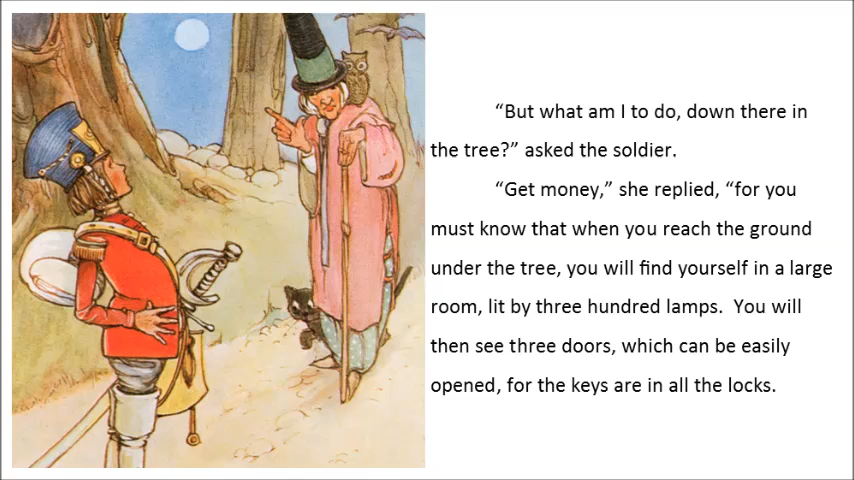 “But what am I to do, down there in
the tree?” asked the soldier.
“Get money,” she replied, “for you
must know that when you reach the ground
under the tree, you will find yourself in a large
room, lit by three hundred lamps.  You will
then see three doors, which can be easily
opened, for the keys are in all the locks.